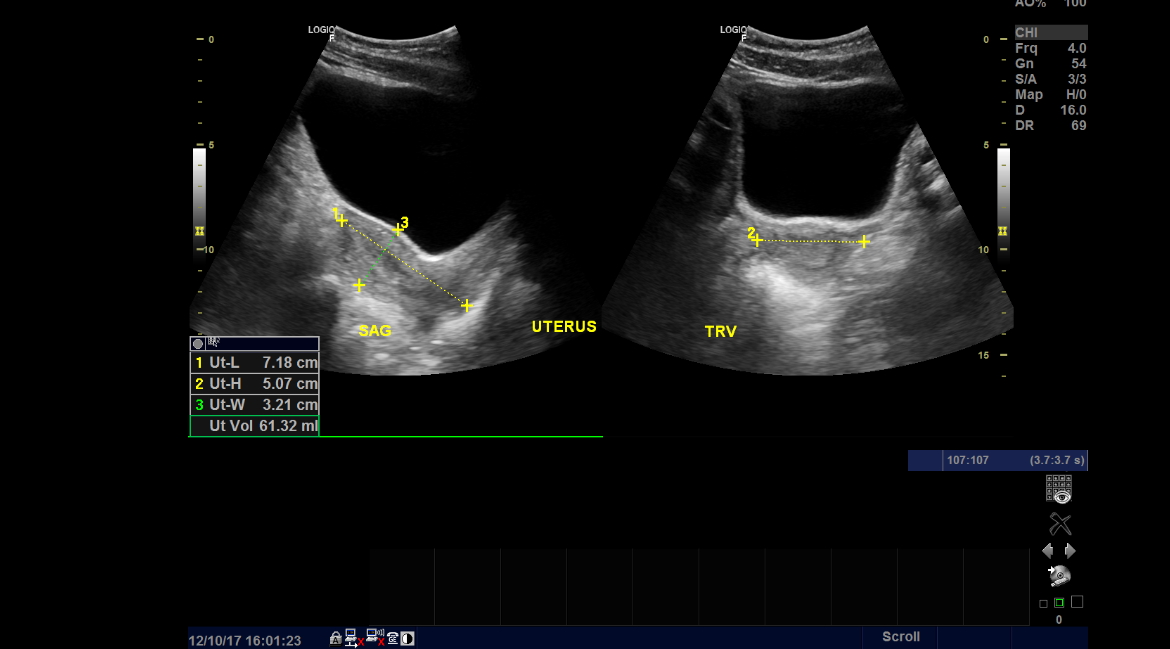 AO% 100
LOGIQ
F
LOGIQ
F
CHI
Frq 4.0
Gn 54
S/A 3/3
Map H/0
D 16.0
DR 69
0
5
10
0
5
10
15
1
3
2
SAG
UTERUS
TRV
1 Ut-L 7.18 cm
2 Ut-H 5.07 cm
3 Ut-W 3.21 cm
Ut Vol 61.32 ml
107:107 (3.7:3.7 s)
0
12/10/17 16:01:23
Scroll